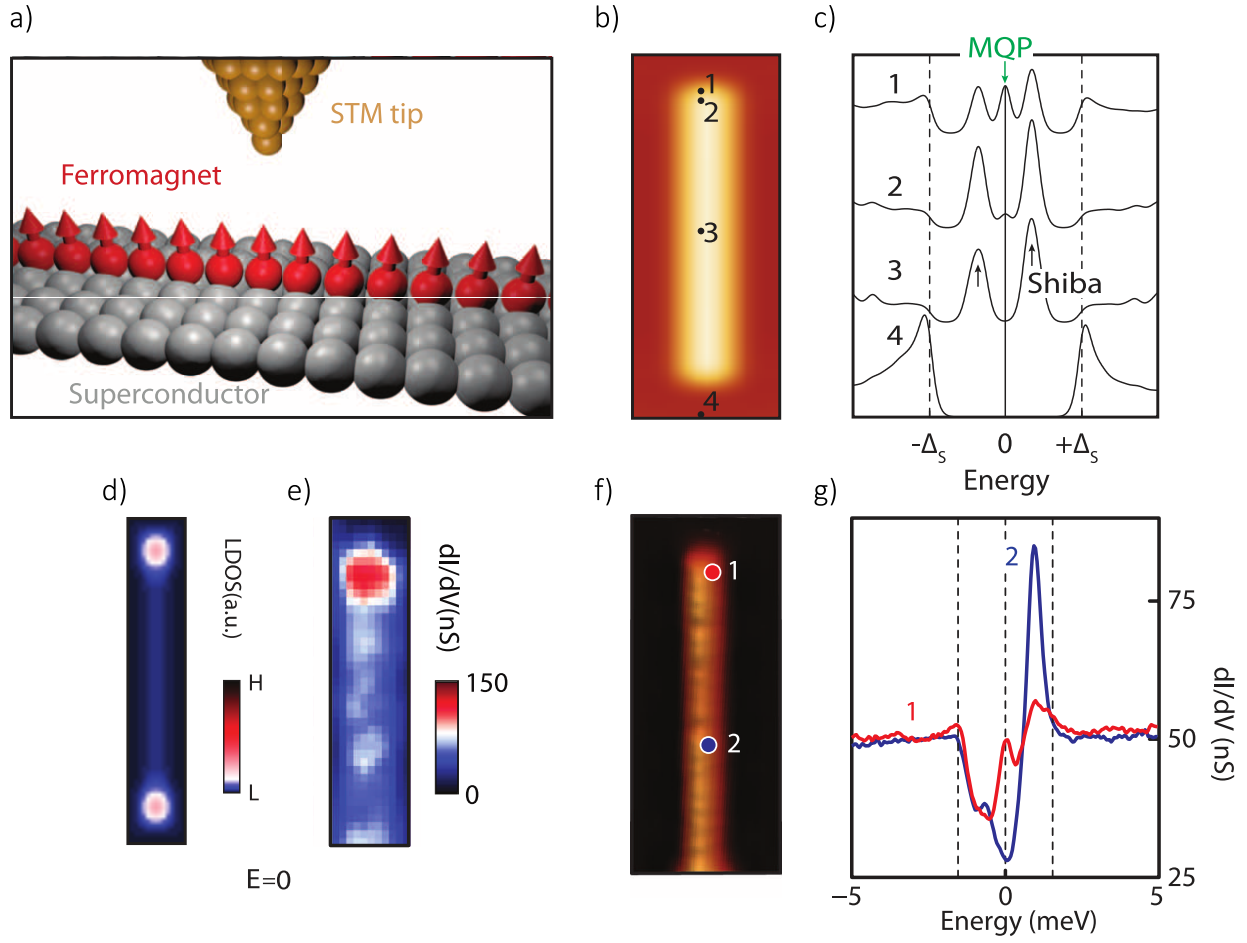 a)
STM tip
Ferromagnet
Superconductor
b)
1
2
3
4
c)
MQP
1
2
3
Shiba
4
-Δs 0 +Δs
Energy
d)
LDOS(a.u.)
H
L
e)
dI/dV(nS)
150
0
E=0
f)
1
2
g)
2
1
75
50
25
dI/dV (nS)
−5 0 5
Energy (meV)